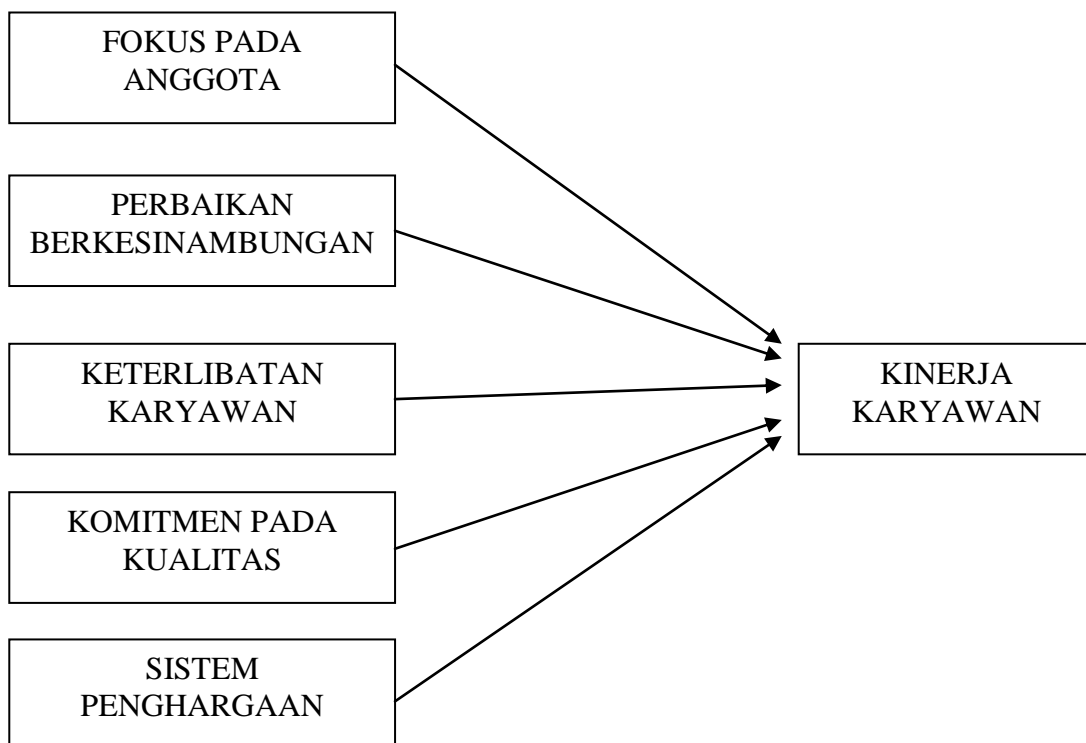 FOKUS PADA
ANGGOTA
PERBAIKAN
BERKESINAMBUNGAN
KETERLIBATAN
KARYAWAN
KOMITMEN PADA
KUALITAS
SISTEM
PENGHARGAAN
KINERJA
KARYAWAN